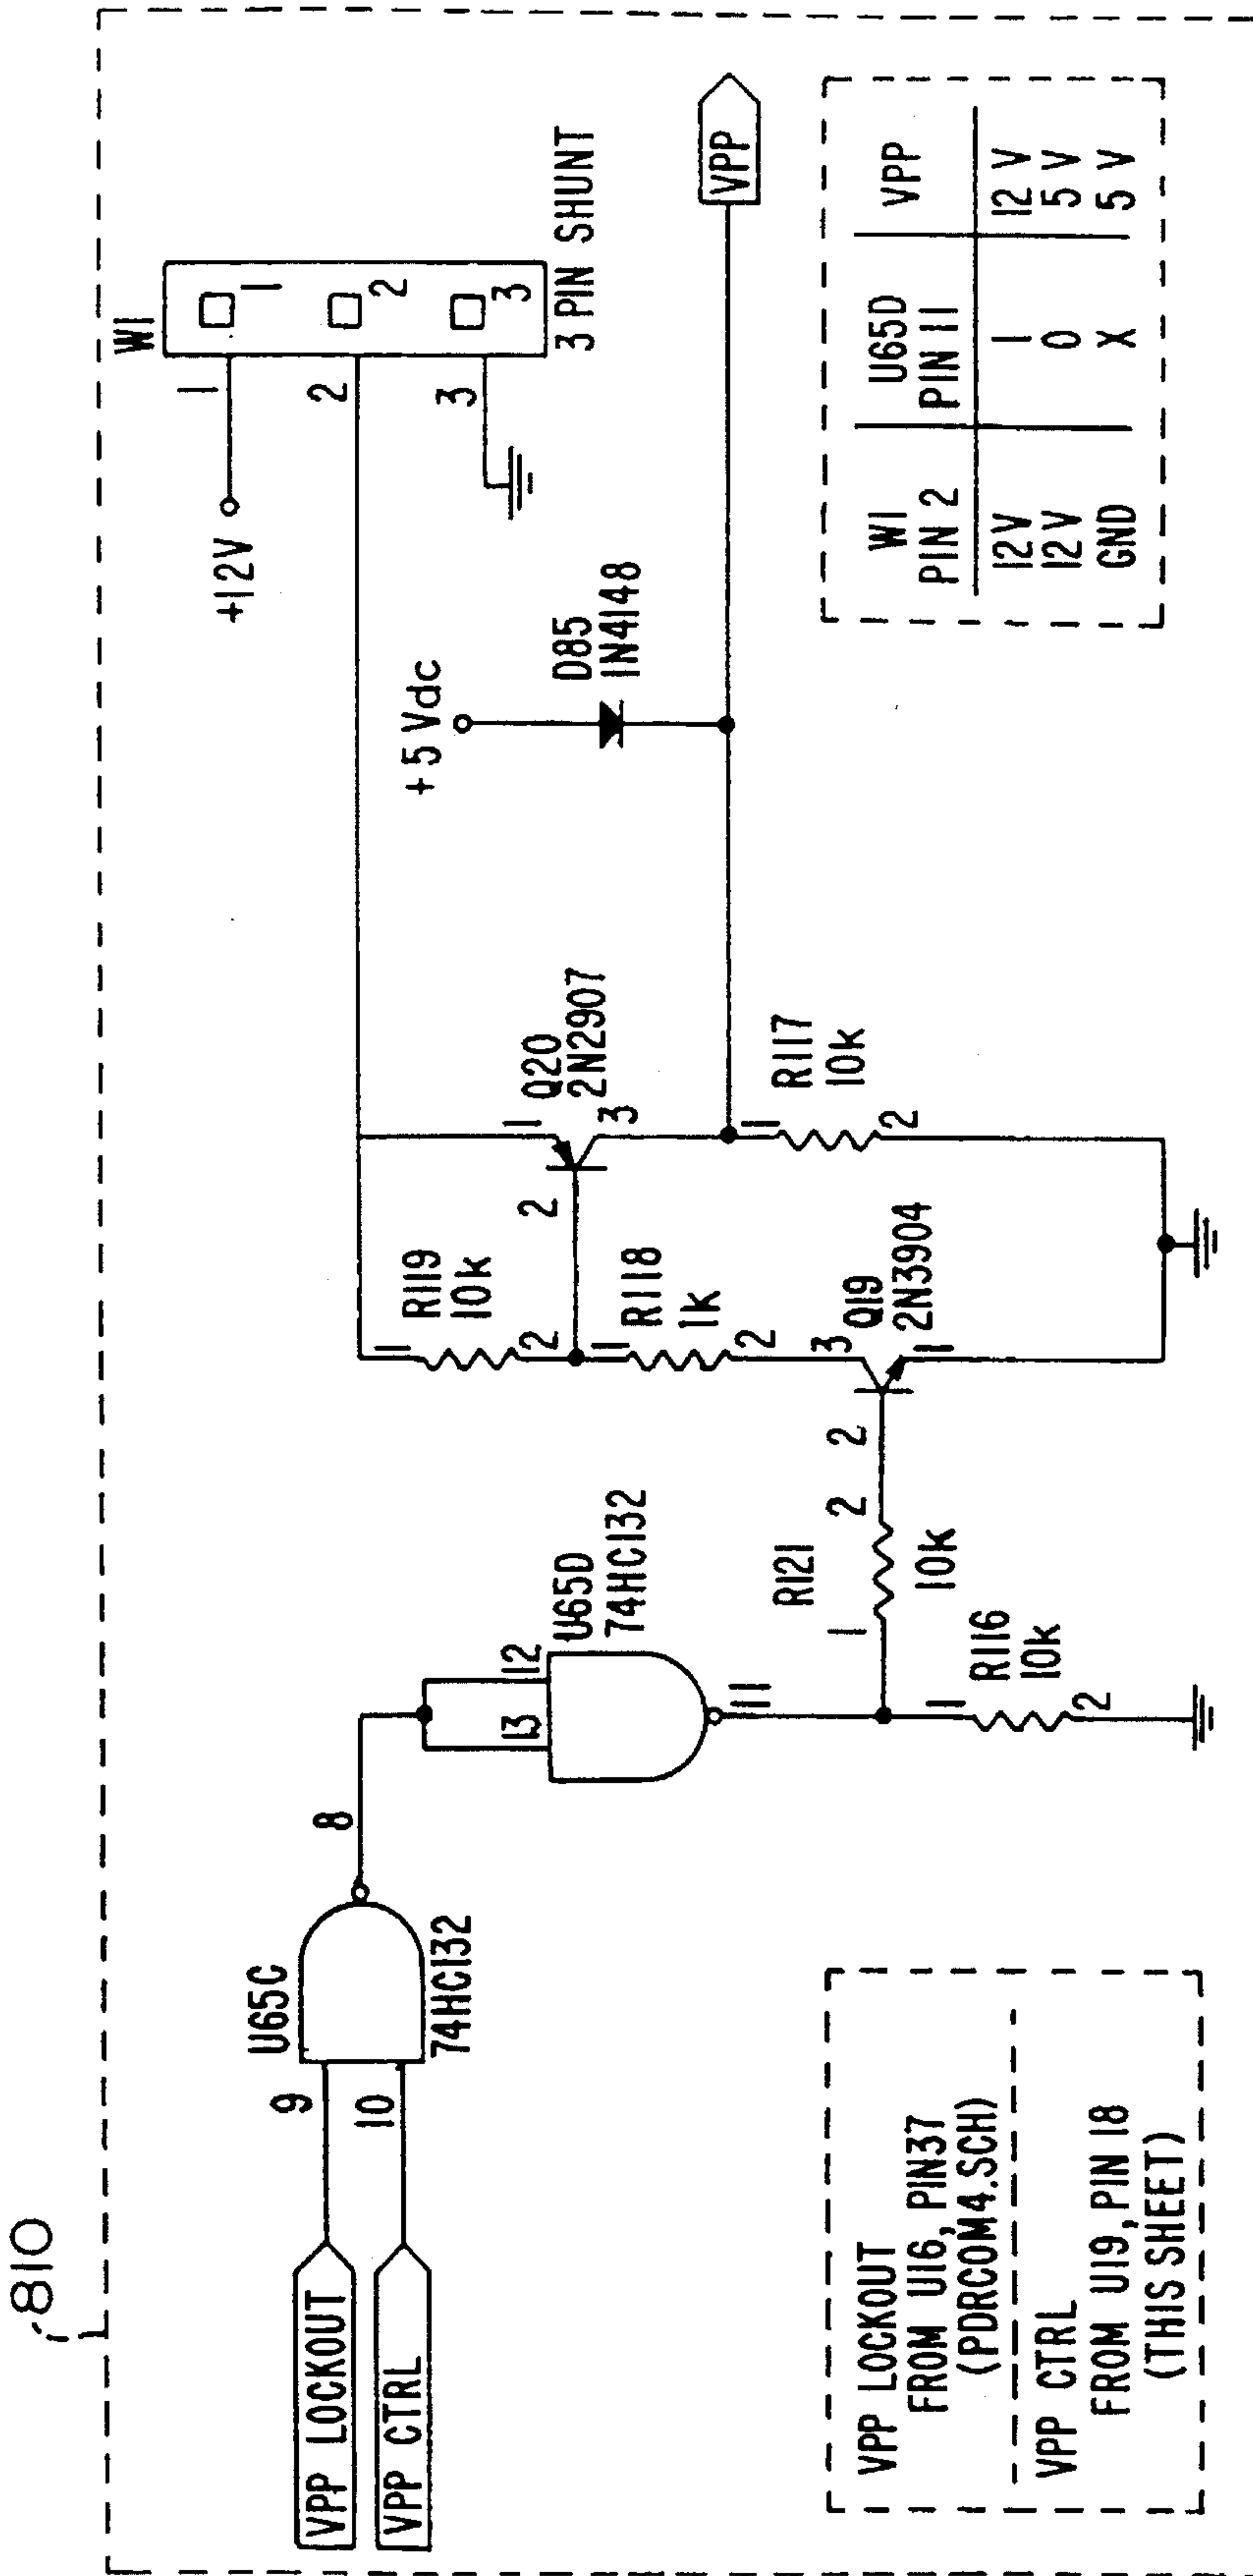 810
VPP LOCKOUT
VPP CTRL
9
10
U65C
74HC132
8
13
12
U65D
74HC132
11
1
R121
2
10k
1
R116
10k
2
2
3
Q19
2N3904
1
1
R119
10k
2
1
R118
1k
2
2
1
Q20
2N2907
3
1
R117
10k
2
+5 Vdc
D85
1N4148
+12V
1
2
3
W1
1
2
3
3 PIN SHUNT
VPP
VPP LOCKOUT
FROM U16, PIN37
(PDRCOM4.SCH)
VPP CTRL
FROM U19, PIN 18
(THIS SHEET)
W1 U65D VPP
PIN 2 PIN 11
12V 1 12 V
12V 0 5 V
GND X 5 V